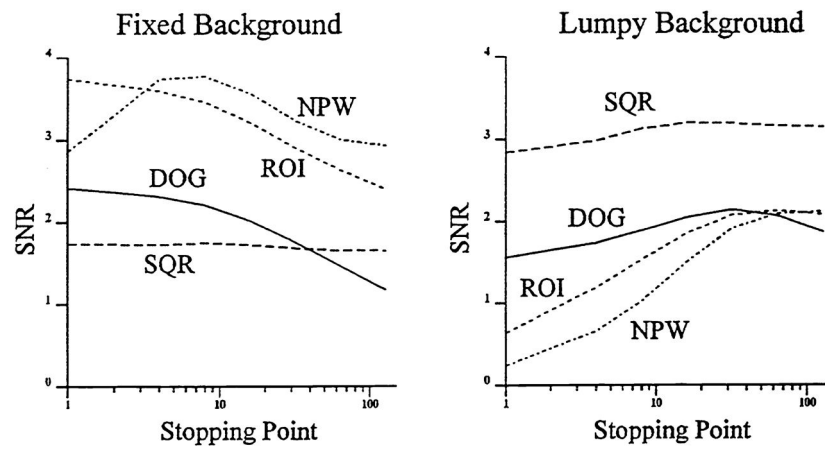 Fixed Background
4
3
2
1
0
SNR
NPW
ROI
DOG
SQR
1
10
100
Stopping Point
Lumpy Background
4
3
2
1
0
SNR
SQR
DOG
ROI
NPW
1
10
100
Stopping Point